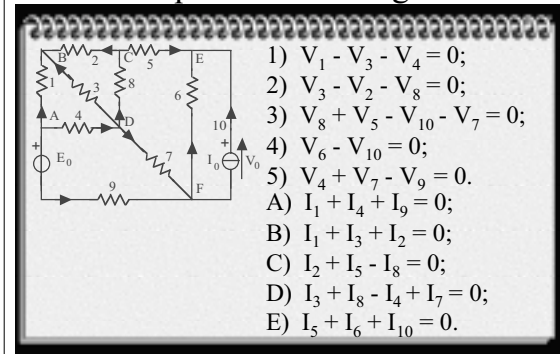 B 2 C 5 E
1 3 8 6
A 4 D 10
+ E₀ 7 + I₀ V₀
9 F
1) V₁ - V₃ - V₄ = 0;
2) V₃ - V₂ - V₈ = 0;
3) V₈ + V₅ - V₁₀ - V₇ = 0;
4) V₆ - V₁₀ = 0;
5) V₄ + V₇ - V₉ = 0.
A) I₁ + I₄ + I₉ = 0;
B) I₁ + I₃ + I₂ = 0;
C) I₂ + I₅ - I₈ = 0;
D) I₃ + I₈ - I₄ + I₇ = 0;
E) I₅ + I₆ + I₁₀ = 0.